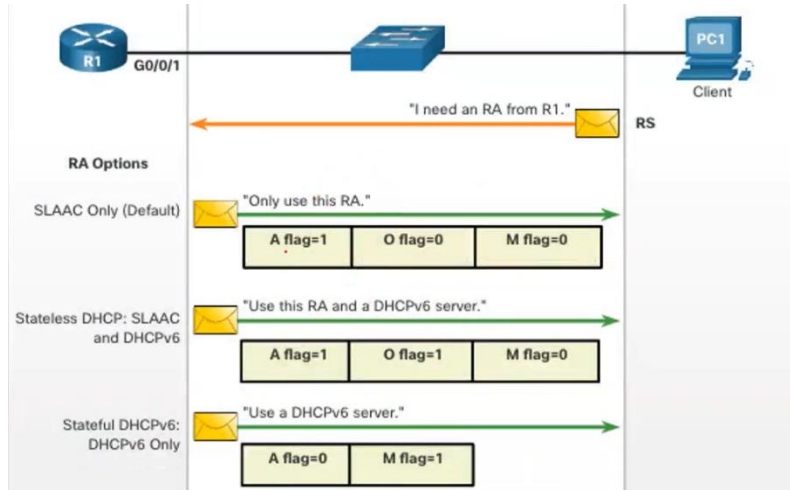 R1
G0/0/1
PC1
Client
"I need an RA from R1."
RS
RA Options
SLAAC Only (Default)
"Only use this RA."
A flag=1
O flag=0
M flag=0
Stateless DHCP: SLAAC
and DHCPv6
"Use this RA and a DHCPv6 server."
A flag=1
O flag=1
M flag=0
Stateful DHCPv6:
DHCPv6 Only
"Use a DHCPv6 server."
A flag=0
M flag=1